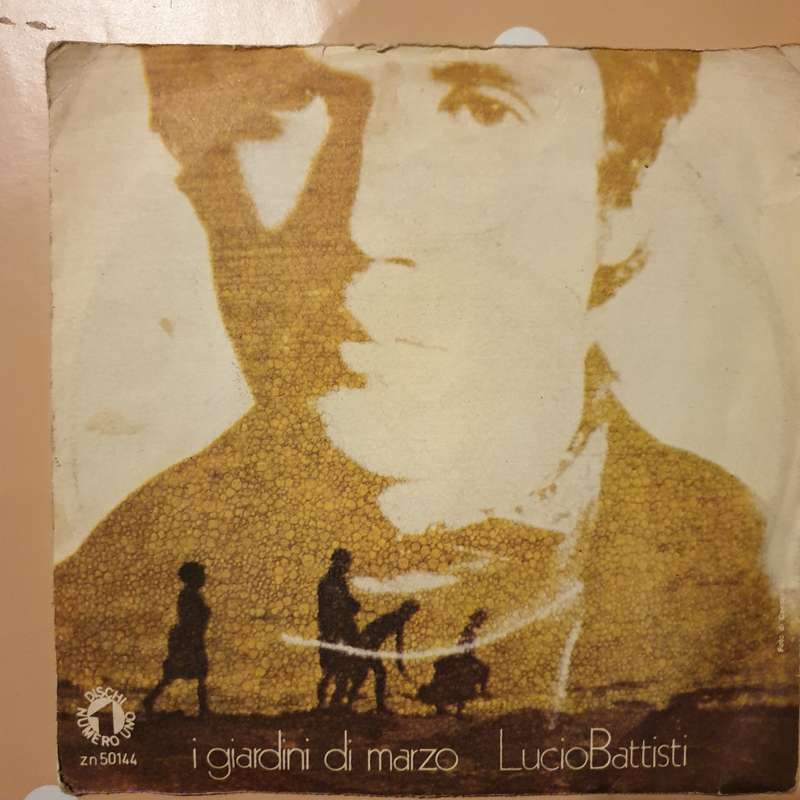 DISCHI NUMERO UNO
1
zn 50144
i giardini di marzo LucioBattisti